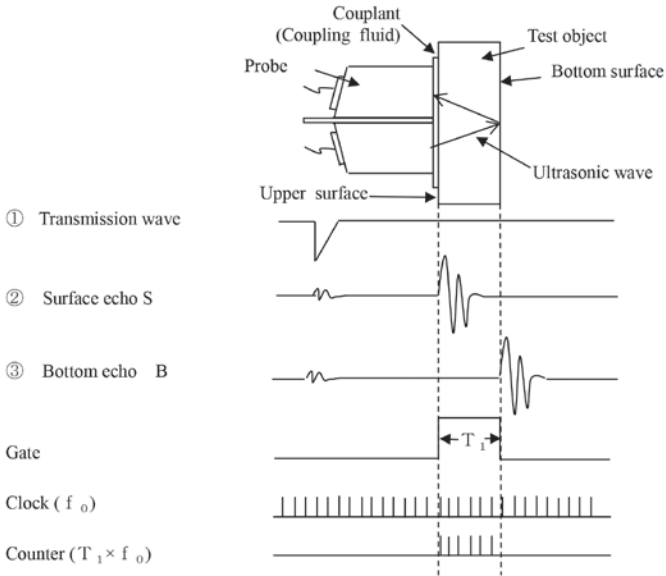 Couplant
(Coupling fluid)
Test object
Bottom surface
Probe
Ultrasonic wave
Upper surface
① Transmission wave
② Surface echo S
③ Bottom echo B
T₁
Gate
Clock ( f₀ )
Counter ( T₁× f₀ )